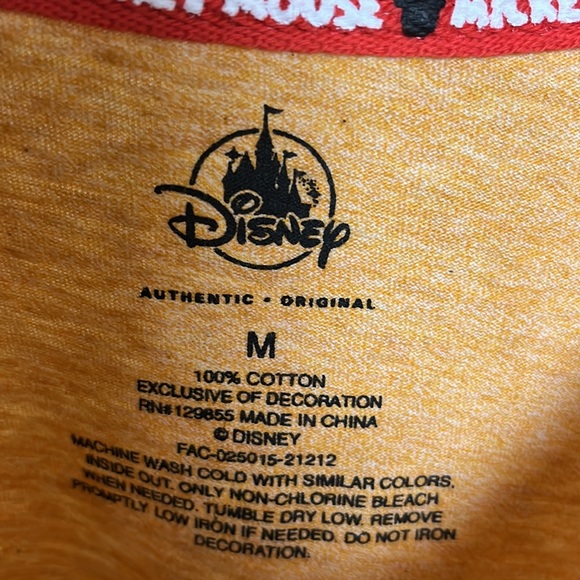 MOUSE
Disney
AUTHENTIC • ORIGINAL
M
100% COTTON
EXCLUSIVE OF DECORATION
RN#129855 MADE IN CHINA
© DISNEY
FAC-025015-21212
MACHINE WASH COLD WITH SIMILAR COLORS,
INSIDE OUT. ONLY NON-CHLORINE BLEACH
WHEN NEEDED. TUMBLE DRY LOW. REMOVE
PROMPTLY LOW IRON IF NEEDED. DO NOT IRON
DECORATION.